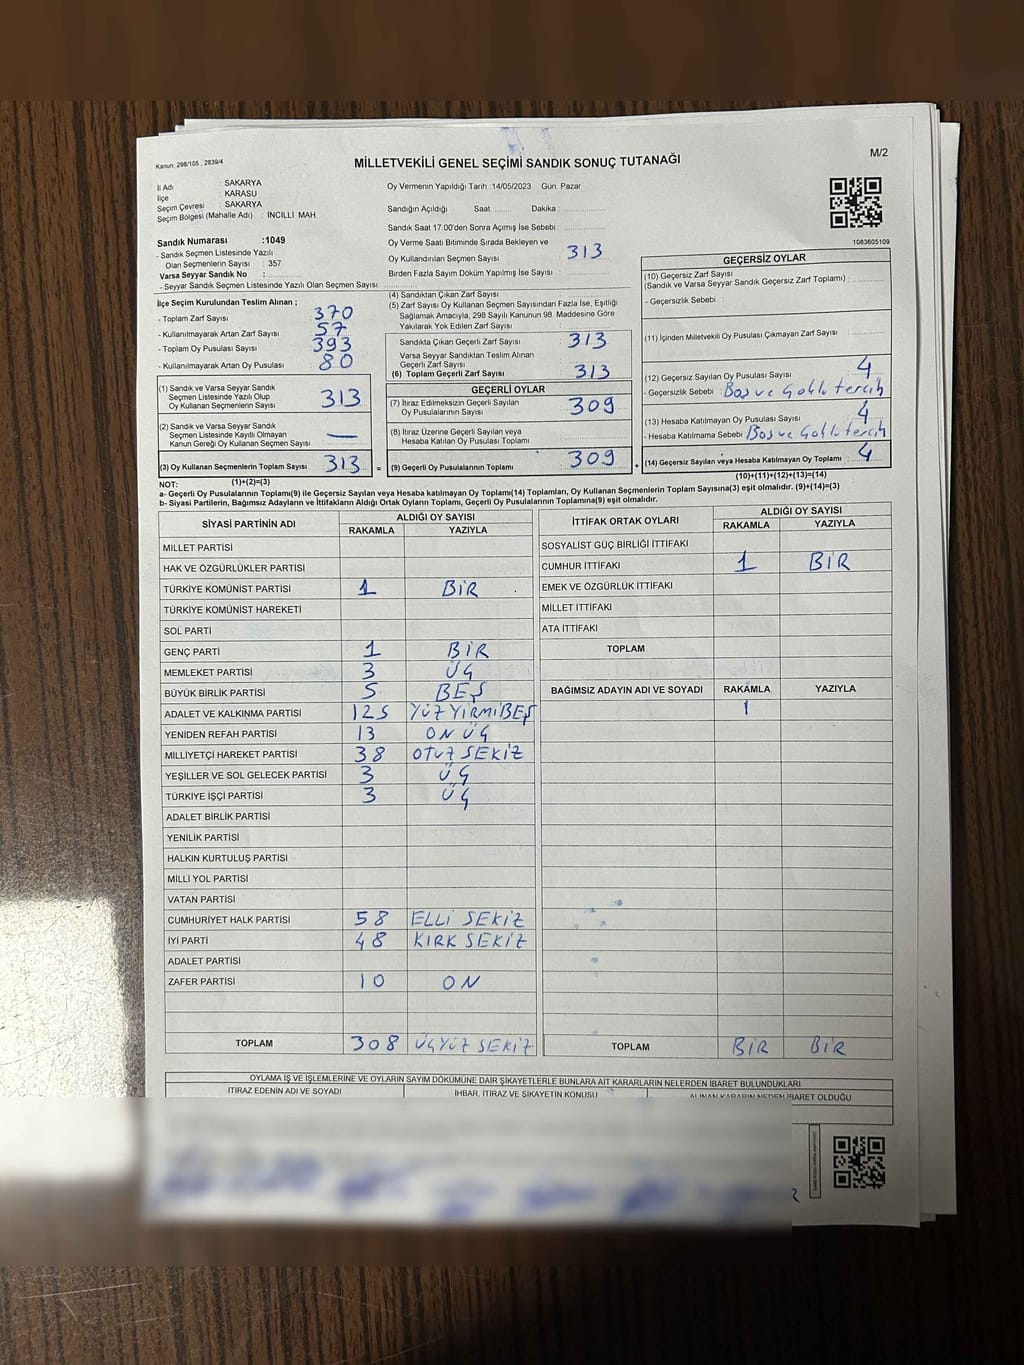 Kanun: 298/105 , 2839/4
MİLLETVEKİLİ GENEL SEÇİMİ SANDIK SONUÇ TUTANAĞI
M/2
İl Adı SAKARYA
İlçe : KARASU
Seçim Çevresi : SAKARYA
Seçim Bölgesi (Mahalle Adı) : İNCİLLİ MAH.
Sandık Numarası :1049
- Sandık Seçmen Listesinde Yazılı
Olan Seçmenlerin Sayısı : 357
Varsa Seyyar Sandık No :
- Seyyar Sandık Seçmen Listesinde Yazılı Olan Seçmen Sayısı
Oy Vermenin Yapıldığı Tarih : 14/05/2023 Gün: Pazar
Sandığın Açıldığı Saat: Dakika :
Sandık Saat 17.00'den Sonra Açımış İse Sebebi :
Oy Verme Saati Bitiminde Sırada Bekleyen ve
Oy Kullandırılan Seçmen Sayısı : 313
Birden Fazla Sayım Döküm Yapılmış İse Sayısı :
1083605109
İlçe Seçim Kurulundan Teslim Alınan ;
- Toplam Zarf Sayısı : 370
- Kullanılmayarak Artan Zarf Sayısı : 57
- Toplam Oy Pusulası Sayısı : 393
- Kullanılmayarak Artan Oy Pusulası : 80
(1) Sandık ve Varsa Seyyar Sandık
Seçmen Listesinde Yazılı Olup
Oy Kullanan Seçmenlerin Sayısı 313
(2) Sandık ve Varsa Seyyar Sandık
Seçmen Listesinde Kayıtlı Olmayan
Kanun Gereği Oy Kullanan Seçmen Sayısı —
(3) Oy Kullanan Seçmenlerin Toplam Sayısı 313 =
(1)+(2)=(3)
(4) Sandıktan Çıkan Zarf Sayısı :
(5) Zarf Sayısı Oy Kullanan Seçmen Sayısından Fazla İse, Eşitliği
Sağlamak Amacıyla, 298 Sayılı Kanunun 98. Maddesine Göre
Yakılarak Yok Edilen Zarf Sayısı :
Sandıkta Çıkan Geçerli Zarf Sayısı : 313
Varsa Seyyar Sandıktan Teslim Alınan
Geçerli Zarf Sayısı
(6) Toplam Geçerli Zarf Sayısı : 313
GEÇERLİ OYLAR
(7) İtiraz Edilmeksizin Geçerli Sayılan
Oy Pusulalarının Sayısı : 309
(8) İtiraz Üzerine Geçerli Sayılan veya
Hesaba Katılan Oy Pusulası Toplamı
(9) Geçerli Oy Pusulalarının Toplamı : 309 +
GEÇERSİZ OYLAR
(10) Geçersiz Zarf Sayısı
(Sandık ve Varsa Seyyar Sandık Geçersiz Zarf Toplamı) :
- Geçersizlik Sebebi :
(11) İçinden Milletvekili Oy Pusulası Çıkmayan Zarf Sayısı :
(12) Geçersiz Sayılan Oy Pusulası Sayısı : 4
- Geçersizlik Sebebi : Boş ve Çoklu tercih
(13) Hesaba Katılmayan Oy Pusulası Sayısı : 4
- Hesaba Katılmama Sebebi : Boş ve Çoklu tercih
(14) Geçersiz Sayılan veya Hesaba Katılmayan Oy Toplamı : 4
(10)+(11)+(12)+(13)=(14)
NOT:
a- Geçerli Oy Pusulalarının Toplamı(9) ile Geçersiz Sayılan veya Hesaba katılmayan Oy Toplamı(14) Toplamları, Oy Kullanan Seçmenlerin Toplam Sayısına(3) eşit olmalıdır. (9)+(14)=(3)
b- Siyasi Partilerin, Bağımsız Adayların ve İttifakların Aldığı Ortak Oyların Toplamı, Geçerli Oy Pusulalarının Toplamına(9) eşit olmalıdır.
SİYASİ PARTİNİN ADI ALDIĞI OY SAYISI
RAKAMLA YAZIYLA
MİLLET PARTİSİ
HAK VE ÖZGÜRLÜKLER PARTİSİ
TÜRKİYE KOMÜNİST PARTİSİ 1 BİR
TÜRKİYE KOMÜNİST HAREKETİ
SOL PARTİ
GENÇ PARTİ 1 BİR
MEMLEKET PARTİSİ 3 ÜÇ
BÜYÜK BİRLİK PARTİSİ 5 BEŞ
ADALET VE KALKINMA PARTİSİ 125 YÜZ YİRMİBEŞ
YENİDEN REFAH PARTİSİ 13 ON ÜÇ
MİLLİYETÇİ HAREKET PARTİSİ 38 OTUZ SEKİZ
YEŞİLLER VE SOL GELECEK PARTİSİ 3 ÜÇ
TÜRKİYE İŞÇİ PARTİSİ 3 ÜÇ
ADALET BİRLİK PARTİSİ
YENİLİK PARTİSİ
HALKIN KURTULUŞ PARTİSİ
MİLLİ YOL PARTİSİ
VATAN PARTİSİ
CUMHURİYET HALK PARTİSİ 58 ELLİ SEKİZ
İYİ PARTİ 48 KIRK SEKİZ
ADALET PARTİSİ
ZAFER PARTİSİ 10 ON
TOPLAM 308 ÜÇYÜZ SEKİZ
İTTİFAK ORTAK OYLARI ALDIĞI OY SAYISI
RAKAMLA YAZIYLA
SOSYALİST GÜÇ BİRLİĞİ İTTİFAKI
CUMHUR İTTİFAKI 1 BİR
EMEK VE ÖZGÜRLÜK İTTİFAKI
MİLLET İTTİFAKI
ATA İTTİFAKI
TOPLAM
BAĞIMSIZ ADAYIN ADI VE SOYADI RAKAMLA YAZIYLA
1
TOPLAM BİR BİR
OYLAMA İŞ VE İŞLEMLERİNE VE OYLARIN SAYIM DÖKÜMÜNE DAİR ŞİKAYETLERLE BUNLARA AİT KARARLARIN NELERDEN İBARET BULUNDUKLARI
İTİRAZ EDENİN ADI VE SOYADI İHBAR, İTİRAZ VE ŞİKAYETİN KONUSU ALINAN KARARIN NEDEN İBARET OLDUĞU